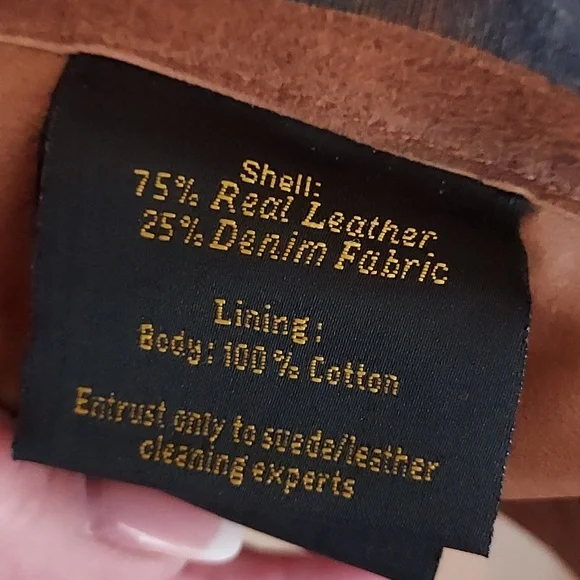 Shell:
75% Real Leather
25% Denim Fabric
Lining:
Body: 100% Cotton
Entrust only to suede/leather
cleaning experts